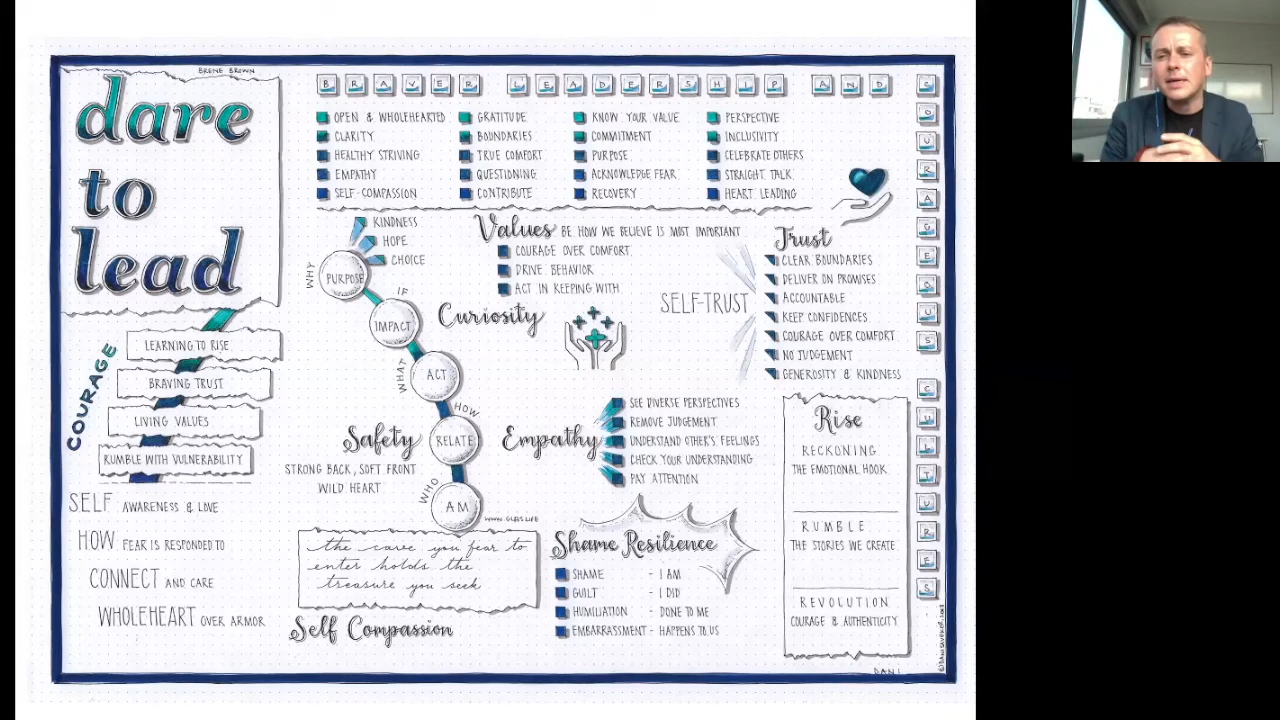 BRENE BROWN
dare
to
lead
BRAVER LEADERSHIP AND
COURAGEOUS
CULTURES
OPEN & WHOLEHEARTED
CLARITY
HEALTHY STRIVING
EMPATHY
SELF-COMPASSION
GRATITUDE
BOUNDARIES
TRUE COMFORT
QUESTIONING
CONTRIBUTE
KNOW YOUR VALUE
COMMITMENT
PURPOSE
ACKNOWLEDGE FEAR
RECOVERY
PERSPECTIVE
INCLUSIVITY
CELEBRATE OTHERS
STRAIGHT TALK
HEART LEADING
COURAGE
LEARNING TO RISE
BRAVING TRUST
LIVING VALUES
RUMBLE WITH VULNERABILITY
SELF AWARENESS & LOVE
HOW FEAR IS RESPONDED TO
CONNECT AND CARE
WHOLEHEART OVER ARMOR
KINDNESS
HOPE
CHOICE
WHY
PURPOSE
IF
IMPACT
WHAT
ACT
HOW
RELATE
WHO
AM
Values BE HOW WE BELIEVE IS MOST IMPORTANT
COURAGE OVER COMFORT
DRIVE BEHAVIOR
ACT IN KEEPING WITH
Curiosity
SELF-TRUST
Trust
CLEAR BOUNDARIES
DELIVER ON PROMISES
ACCOUNTABLE
KEEP CONFIDENCES
COURAGE OVER COMFORT
NO JUDGEMENT
GENEROSITY & KINDNESS
Safety
STRONG BACK, SOFT FRONT
WILD HEART
Empathy
SEE DIVERSE PERSPECTIVES
REMOVE JUDGEMENT
UNDERSTAND OTHER'S FEELINGS
CHECK YOUR UNDERSTANDING
PAY ATTENTION
the cave you fear to
enter holds the
treasure you seek
Self Compassion
Shame Resilience
SHAME - I AM
GUILT - I DID
HUMILIATION - DONE TO ME
EMBARRASSMENT - HAPPENS TO US
Rise
RECKONING
THE EMOTIONAL HOOK
RUMBLE
THE STORIES WE CREATE
REVOLUTION
COURAGE & AUTHENTICITY
DANI